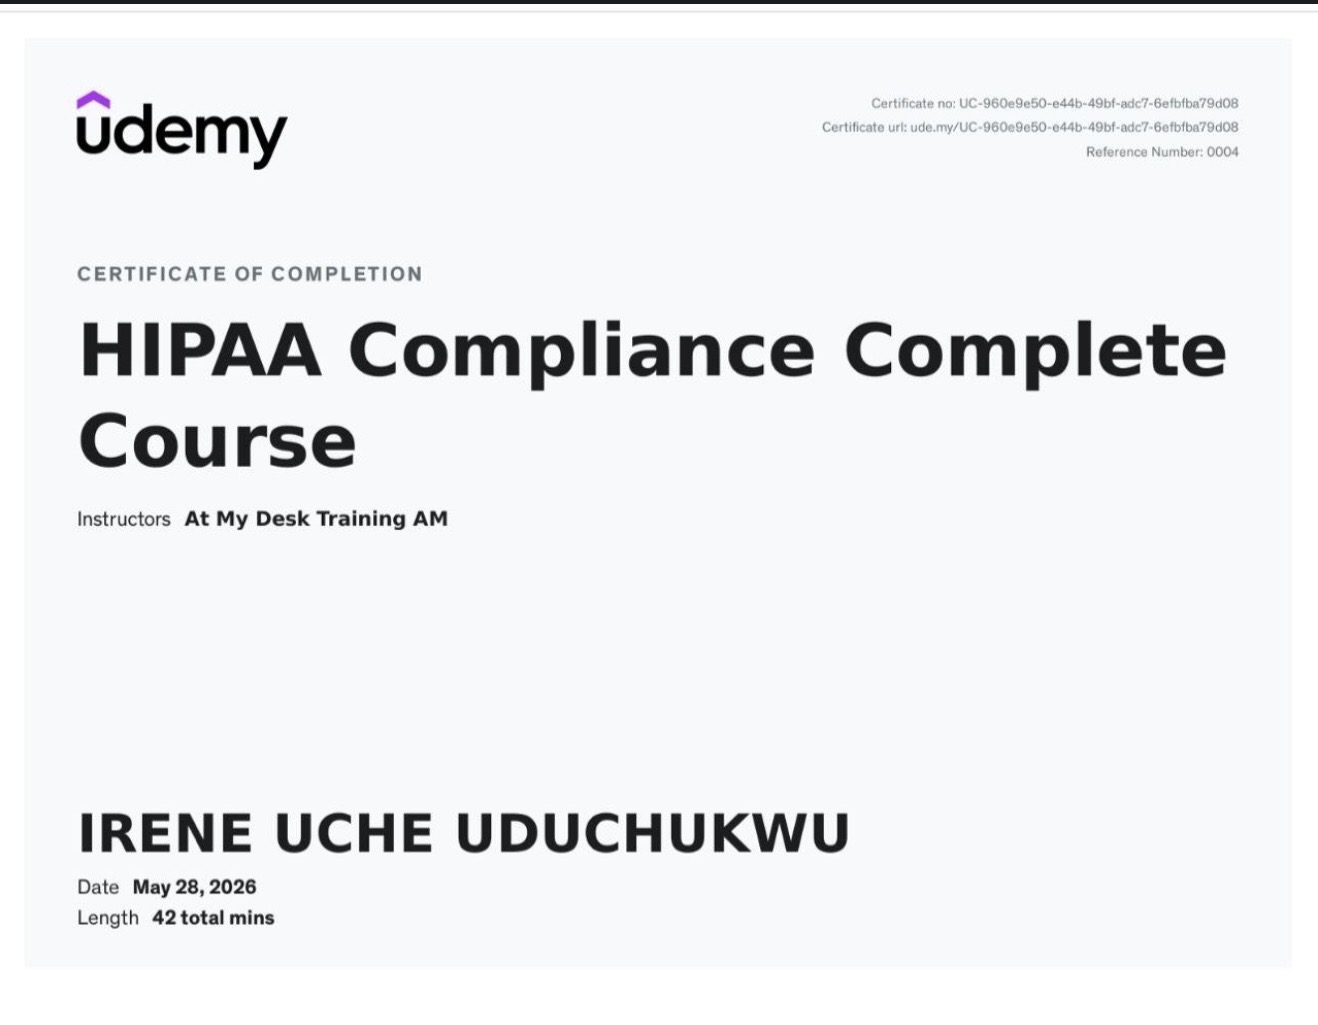 udemy
Certificate no: UC-960e9e50-e44b-49bf-adc7-6efbfba79d08
Certificate url: ude.my/UC-960e9e50-e44b-49bf-adc7-6efbfba79d08
Reference Number: 0004
CERTIFICATE OF COMPLETION
HIPAA Compliance Complete
Course
Instructors At My Desk Training AM
IRENE UCHE UDUCHUKWU
Date May 28, 2026
Length 42 total mins